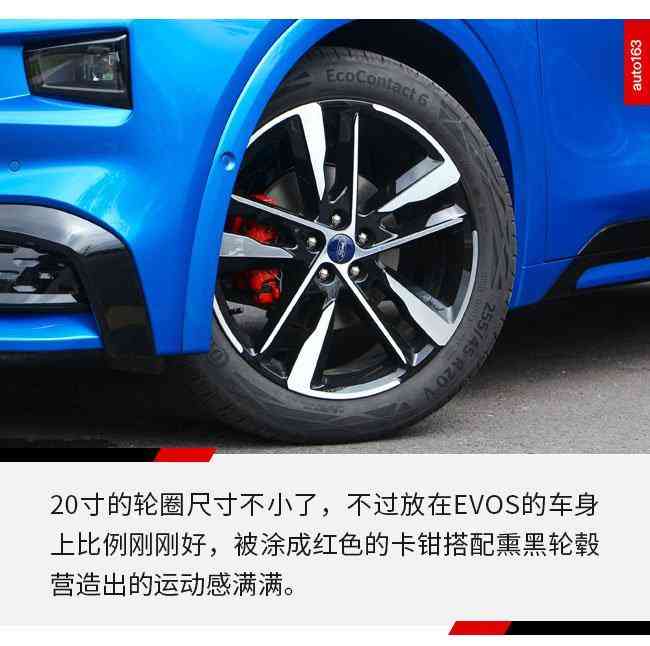 auto163
EcoContact 6
Ford
255/45 R 20 V
20寸的轮圈尺寸不小了，不过放在EVOS的车身
上比例刚刚好，被涂成红色的卡钳搭配熏黑轮毂
营造出的运动感满满。